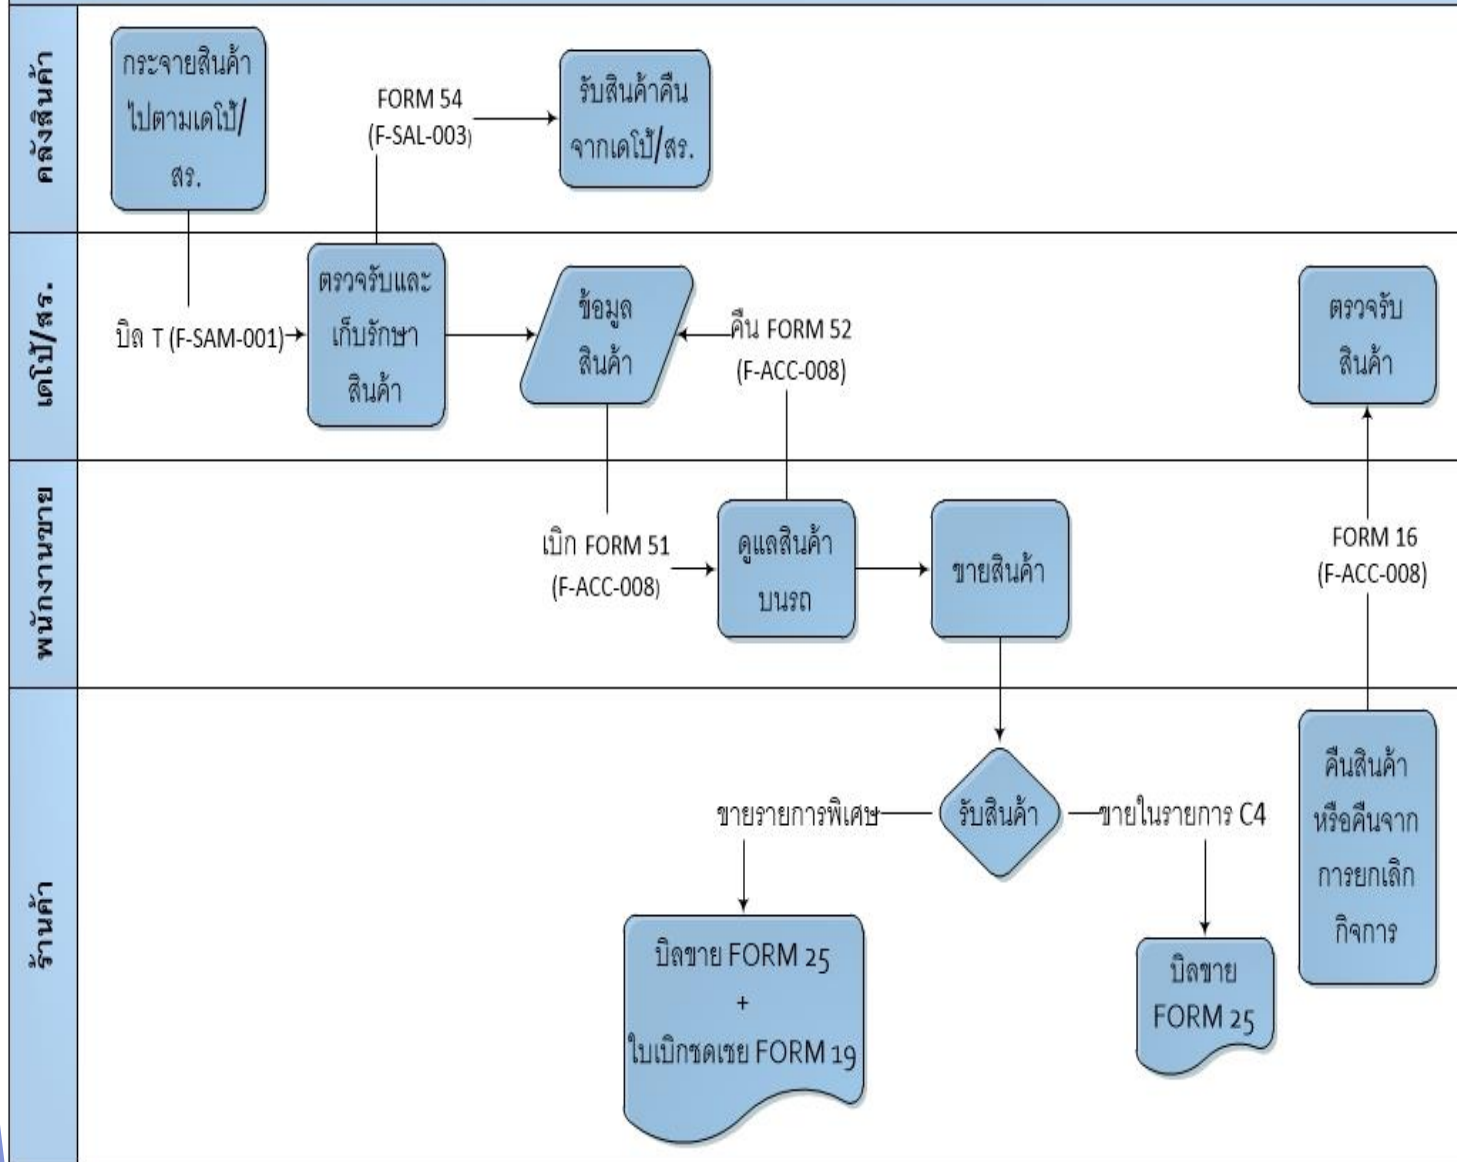 คลังสินค้า
กระจายสินค้า
ไปตามเดโป้/
สร.
FORM 54
(F-SAL-003)
รับสินค้าคืน
จากเดโป้/สร.
เดโป้/สร.
บิล T (F-SAM-001)
ตรวจรับและ
เก็บรักษา
สินค้า
ข้อมูล
สินค้า
คืน FORM 52
(F-ACC-008)
ตรวจรับ
สินค้า
พนักงานขาย
เบิก FORM 51
(F-ACC-008)
ดูแลสินค้า
บนรถ
ขายสินค้า
FORM 16
(F-ACC-008)
ร้านค้า
ขายรายการพิเศษ
รับสินค้า
ขายในรายการ C4
คืนสินค้า
หรือคืนจาก
การยกเลิก
กิจการ
บิลขาย FORM 25
+
ใบเบิกชดเชย FORM 19
บิลขาย
FORM 25